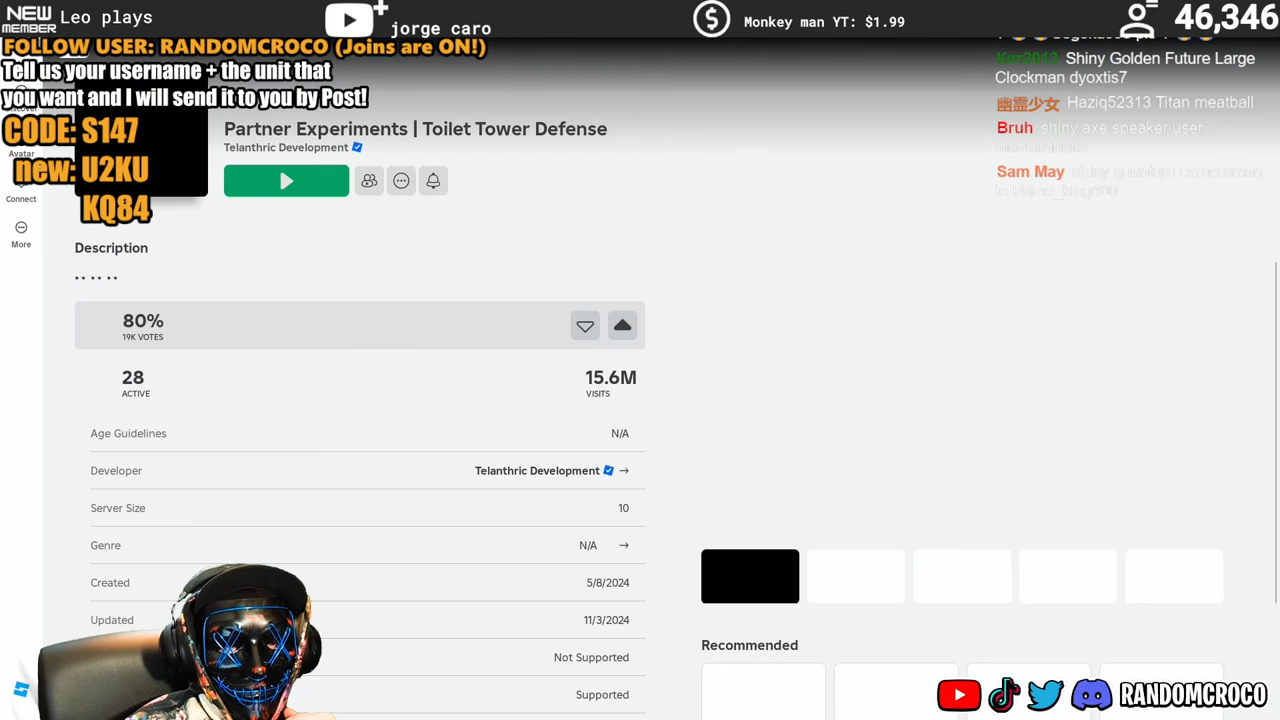 NEW
MEMBER
Leo plays
jorge caro
Monkey man YT: $1.99
46,346
FOLLOW USER: RANDOMCROCO (Joins are ON!)
Tell us your username + the unit that
you want and I will send it to you by Post!
CODE: S147
new: U2KU
KQ84
Avatar
Connect
More
Partner Experiments | Toilet Tower Defense
Telanthric Development
Кот2013 Shiny Golden Future Large
Clockman dyoxtis7
幽霊少女 Haziq52313 Titan meatball
Bruh shiny axe speaker user
Sam May shiny quantum cameraman
Description
.. .. ..
80%
19K VOTES
28
ACTIVE
15.6M
VISITS
Age Guidelines N/A
Developer Telanthric Development
Server Size 10
Genre N/A
Created 5/8/2024
Updated 11/3/2024
Not Supported
Supported
Recommended
RANDOMCROCO